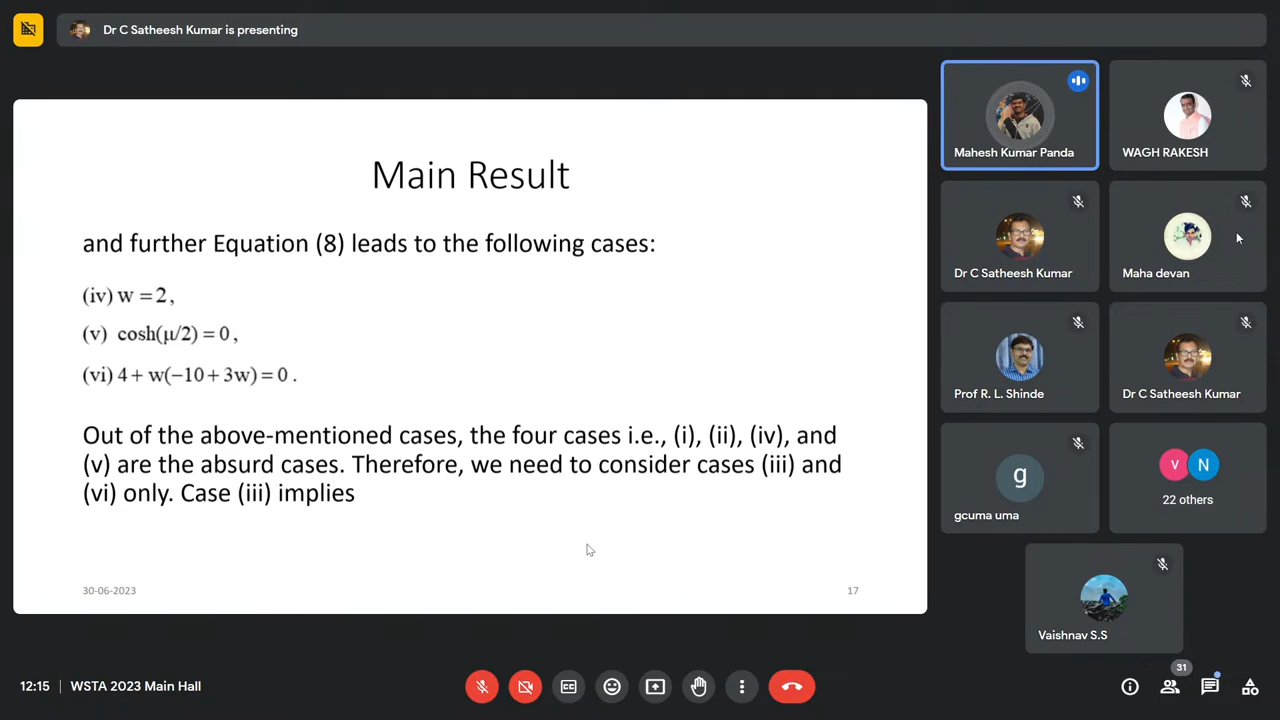 Dr C Satheesh Kumar is presenting
Main Result
and further Equation (8) leads to the following cases:
(iv) w = 2,
(v) cosh(μ/2) = 0,
(vi) 4 + w(−10 + 3w) = 0.
Out of the above-mentioned cases, the four cases i.e., (i), (ii), (iv), and
(v) are the absurd cases. Therefore, we need to consider cases (iii) and
(vi) only. Case (iii) implies
30-06-2023
17
Mahesh Kumar Panda
WAGH RAKESH
Dr C Satheesh Kumar
Maha devan
Prof R. L. Shinde
Dr C Satheesh Kumar
g
gcuma uma
V
N
22 others
Vaishnav S.S
12:15 | WSTA 2023 Main Hall
CC
31